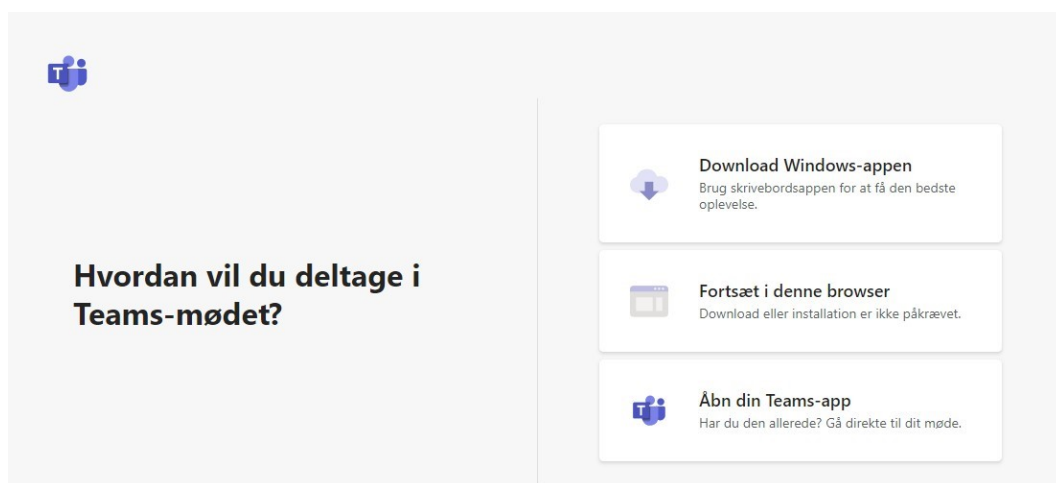 Hvordan vil du deltage i
Teams-mødet?
Download Windows-appen
Brug skrivebordsappen for at få den bedste
oplevelse.
Fortsæt i denne browser
Download eller installation er ikke påkrævet.
Åbn din Teams-app
Har du den allerede? Gå direkte til dit møde.